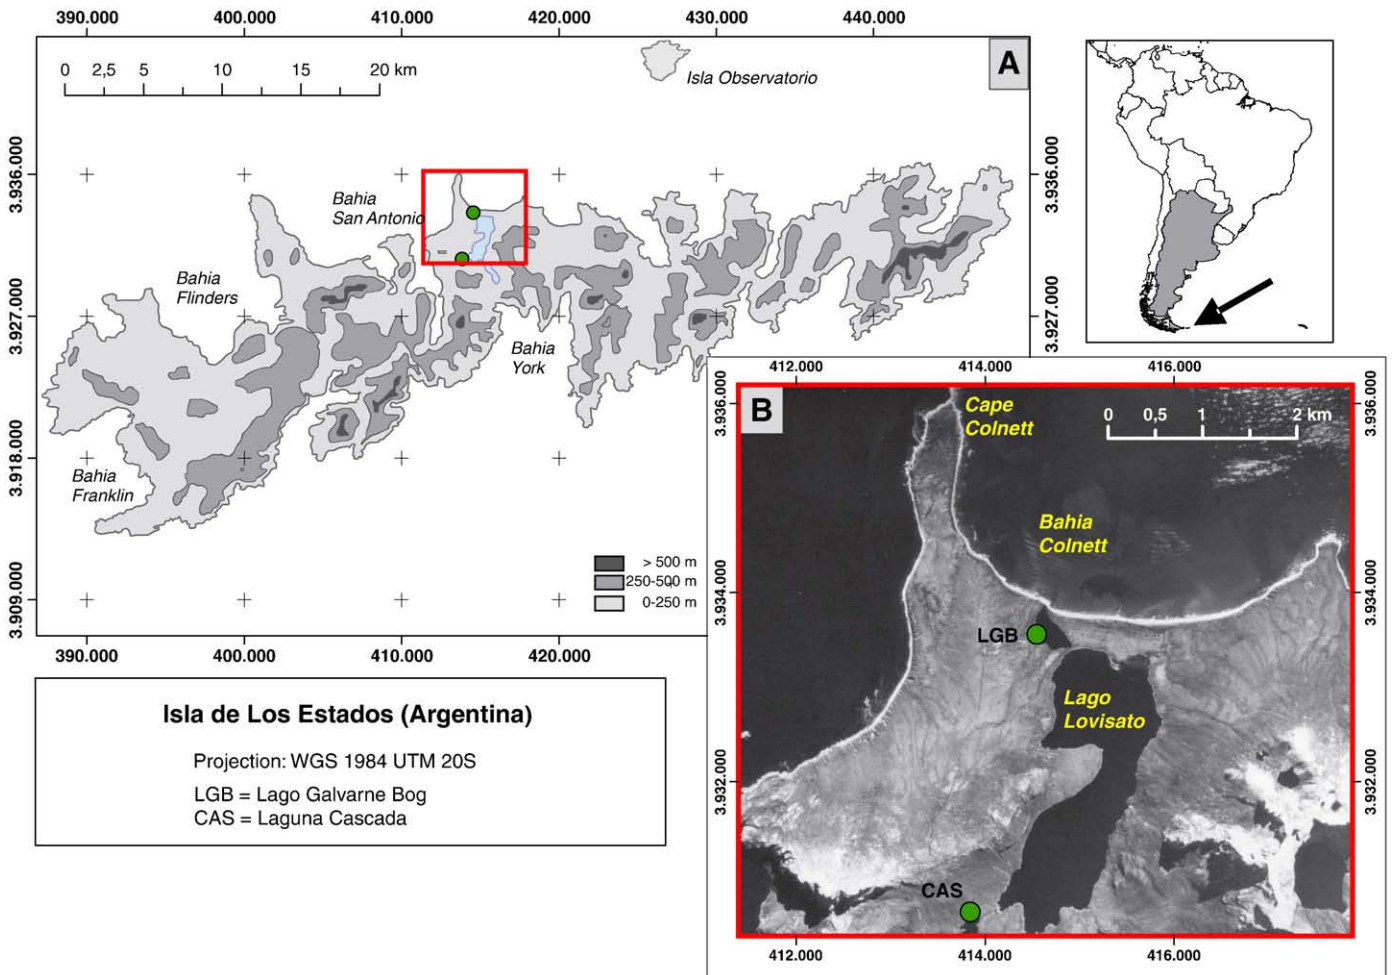 390.000 400.000 410.000 420.000 430.000 440.000
A
0 2,5 5 10 15 20 km
Isla Observatorio
3.936.000
3.936.000
Bahia
San Antonio
Bahia
Flinders
3.927.000
3.927.000
Bahia
York
Bahia
Franklin
3.918.000
> 500 m
250-500 m
0-250 m
3.909.000
390.000 400.000 410.000 420.000
Isla de Los Estados (Argentina)
Projection: WGS 1984 UTM 20S
LGB = Lago Galvarne Bog
CAS = Laguna Cascada
412.000 414.000 416.000
B
Cape
Colnett
0 0,5 1 2 km
3.936.000
3.936.000
Bahia
Colnett
3.934.000
3.934.000
LGB
Lago
Lovisato
3.932.000
3.932.000
CAS
412.000 414.000 416.000